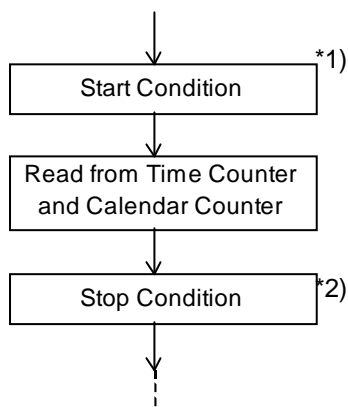 *1)
Start Condition
Read from Time Counter
and Calendar Counter
*2)
Stop Condition